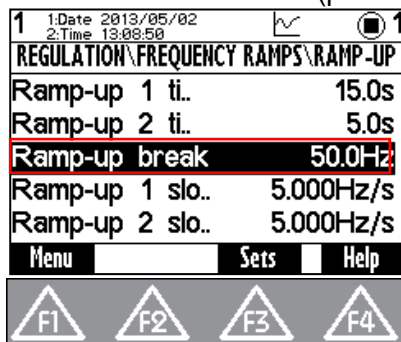 1 1:Date 2013/05/02
2:Time 13:08:50
REGULATION\FREQUENCY RAMPS\RAMP-UP
Ramp-up 1 ti.. 15.0s
Ramp-up 2 ti.. 5.0s
Ramp-up break 50.0Hz
Ramp-up 1 slo.. 5.000Hz/s
Ramp-up 2 slo.. 5.000Hz/s
Menu Sets Help
F1 F2 F3 F4